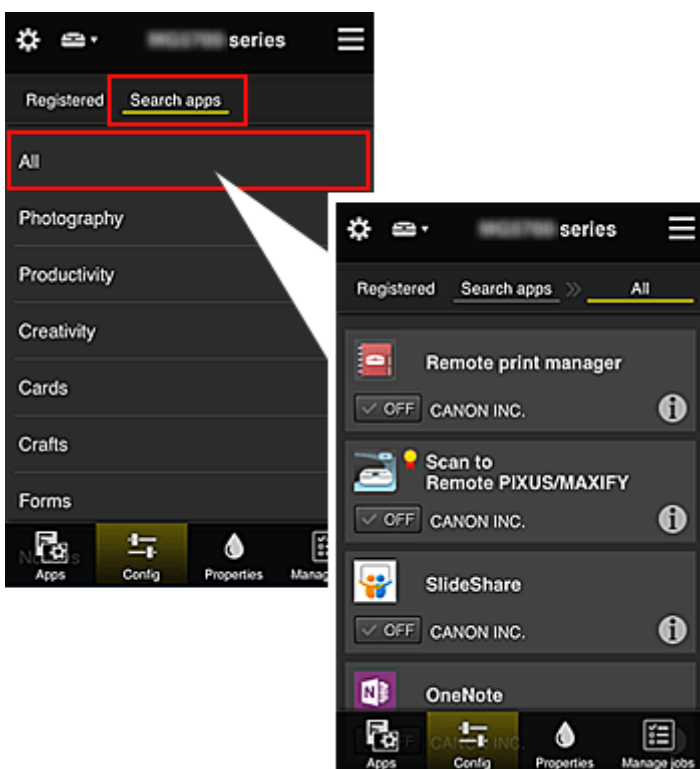 series
Registered Search apps
All
Photography
Productivity
Creativity
Cards
Crafts
Forms
Apps Config Properties
series
Registered Search apps » All
Remote print manager
OFF CANON INC.
Scan to
Remote PIXUS/MAXIFY
OFF CANON INC.
SlideShare
OFF CANON INC.
OneNote
Apps Config Properties Manage jobs